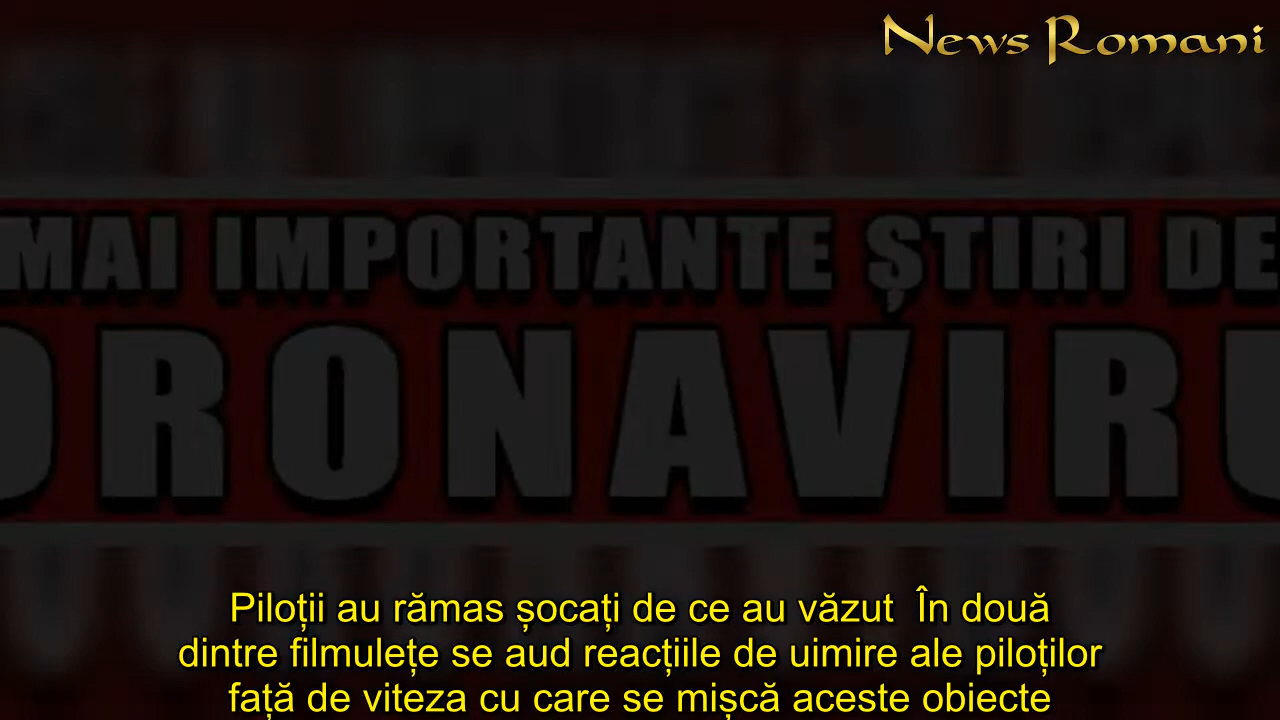 News Romani
MAI IMPORTANTE ȘTIRI DE
RONAVIRU
Piloții au rămas șocați de ce au văzut  În două
dintre filmulețe se aud reacțiile de uimire ale piloților
față de viteza cu care se mișcă aceste obiecte